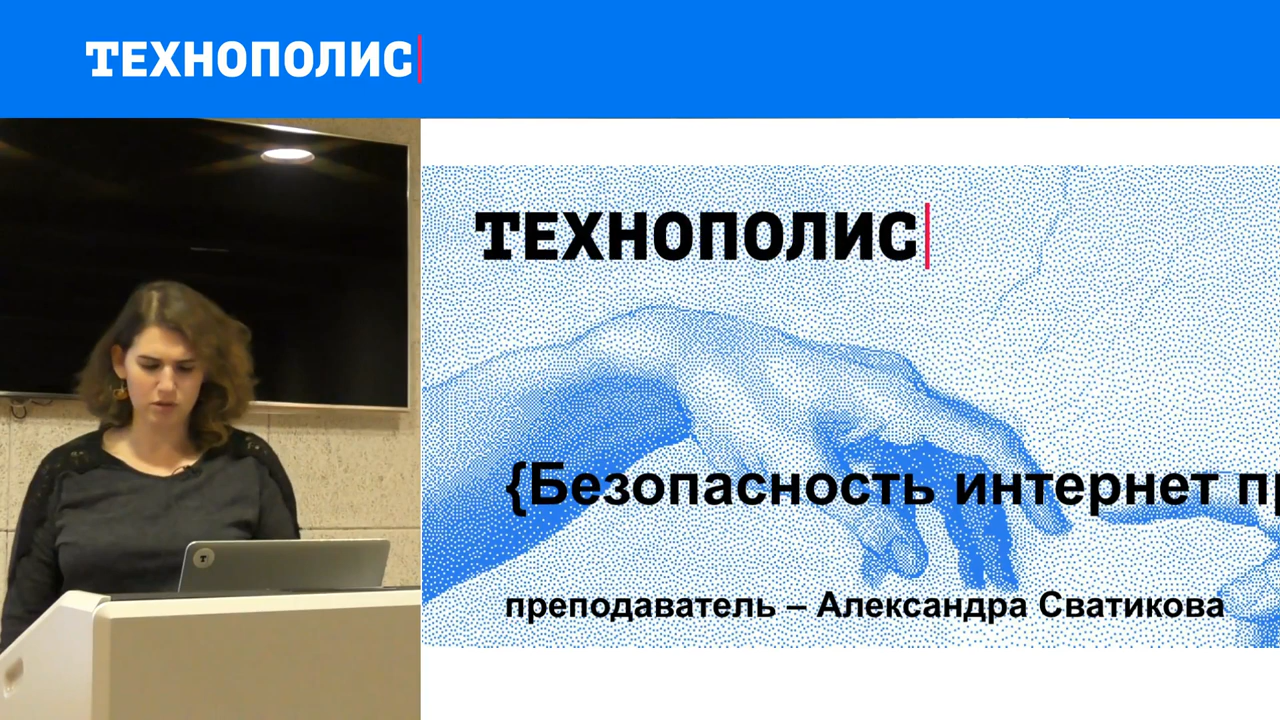 ТЕХНОПОЛИС
ТЕХНОПОЛИС
{Безопасность интернет
преподаватель – Александра Сватикова